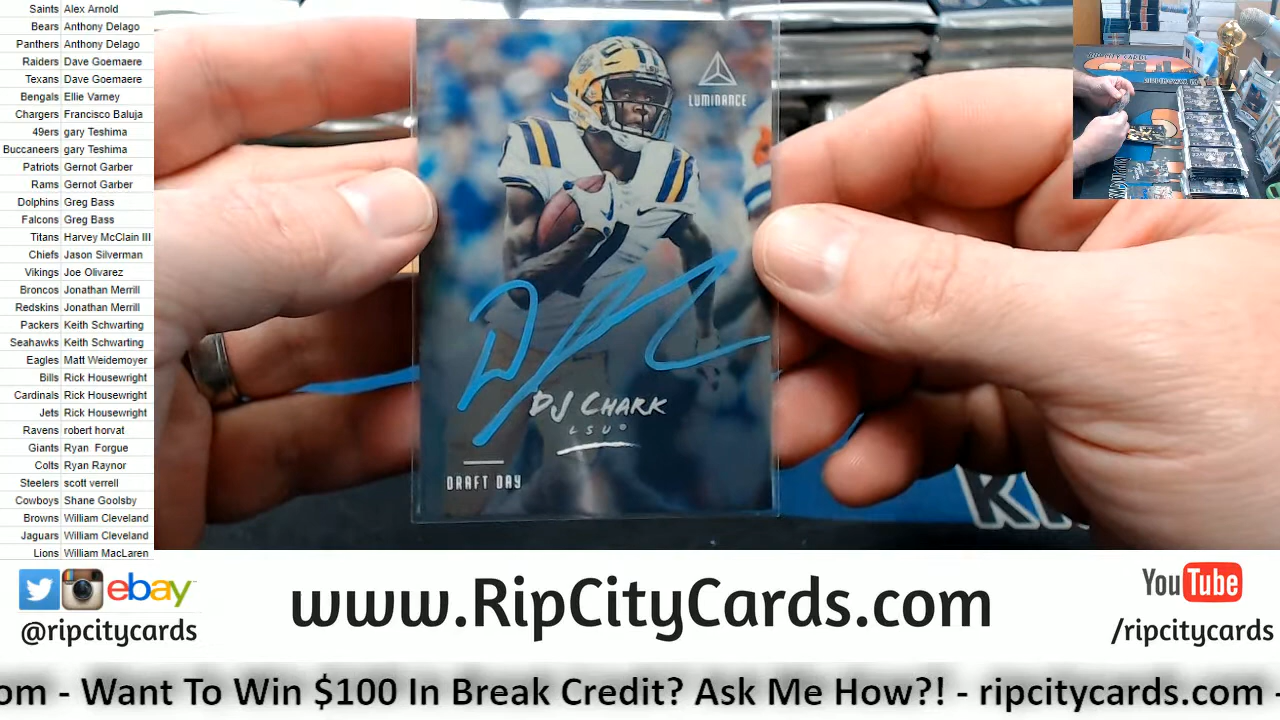 Saints Alex Arnold
Bears Anthony Delago
Panthers Anthony Delago
Raiders Dave Goemaere
Texans Dave Goemaere
Bengals Ellie Varney
Chargers Francisco Baluja
49ers gary Teshima
Buccaneers gary Teshima
Patriots Gernot Garber
Rams Gernot Garber
Dolphins Greg Bass
Falcons Greg Bass
Titans Harvey McClain III
Chiefs Jason Silverman
Vikings Joe Olivarez
Broncos Jonathan Merrill
Redskins Jonathan Merrill
Packers Keith Schwarting
Seahawks Keith Schwarting
Eagles Matt Weidemoyer
Bills Rick Housewright
Cardinals Rick Housewright
Jets Rick Housewright
Ravens robert horvat
Giants Ryan Forgue
Colts Ryan Raynor
Steelers scott verrell
Cowboys Shane Goolsby
Browns William Cleveland
Jaguars William Cleveland
Lions William MacLaren
LUMINANCE
DJ C
DJ CHARK
LSU
DRAFT DAY
RIP CITY CARDS
ebay
@ripcitycards
www.RipCityCards.com
YouTube
/ripcitycards
om - Want To Win $100 In Break Credit? Ask Me How?! - ripcitycards.com -